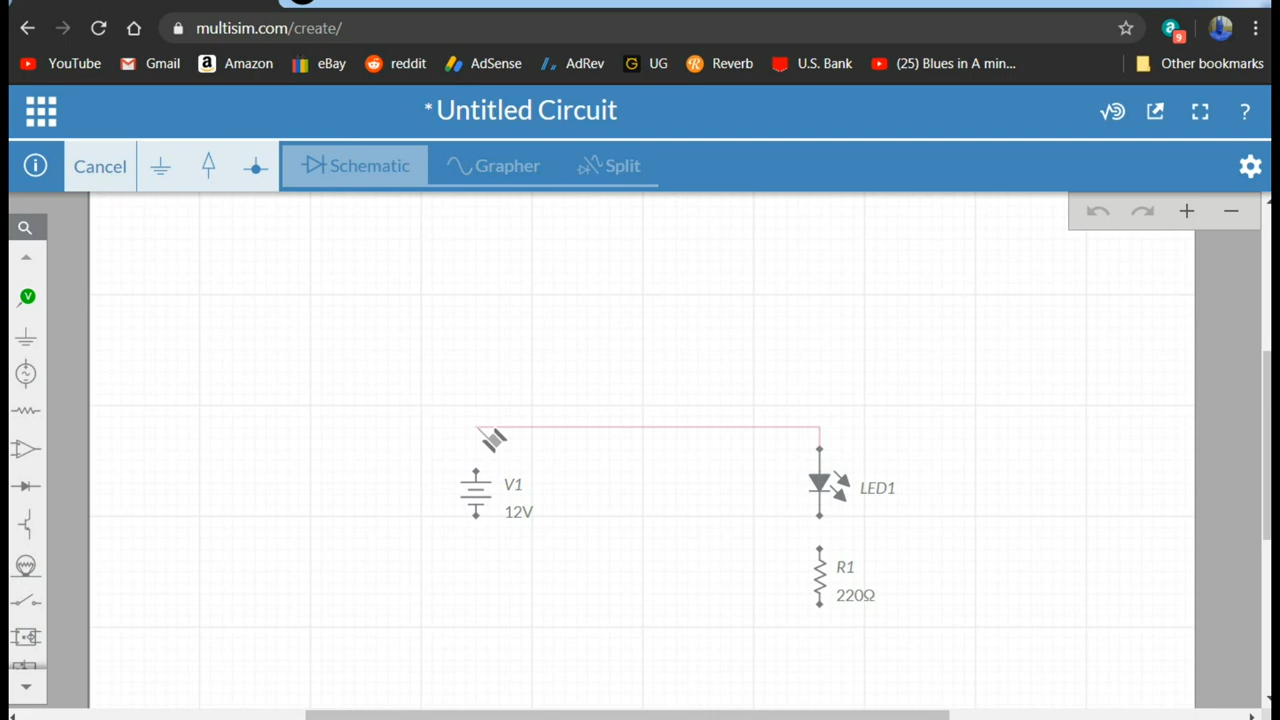 multisim.com/create/
9
YouTube Gmail Amazon eBay reddit AdSense AdRev UG Reverb U.S. Bank (25) Blues in A min... Other bookmarks
* Untitled Circuit
?
Cancel Schematic Grapher Split
V
V1
12V
LED1
R1
220Ω